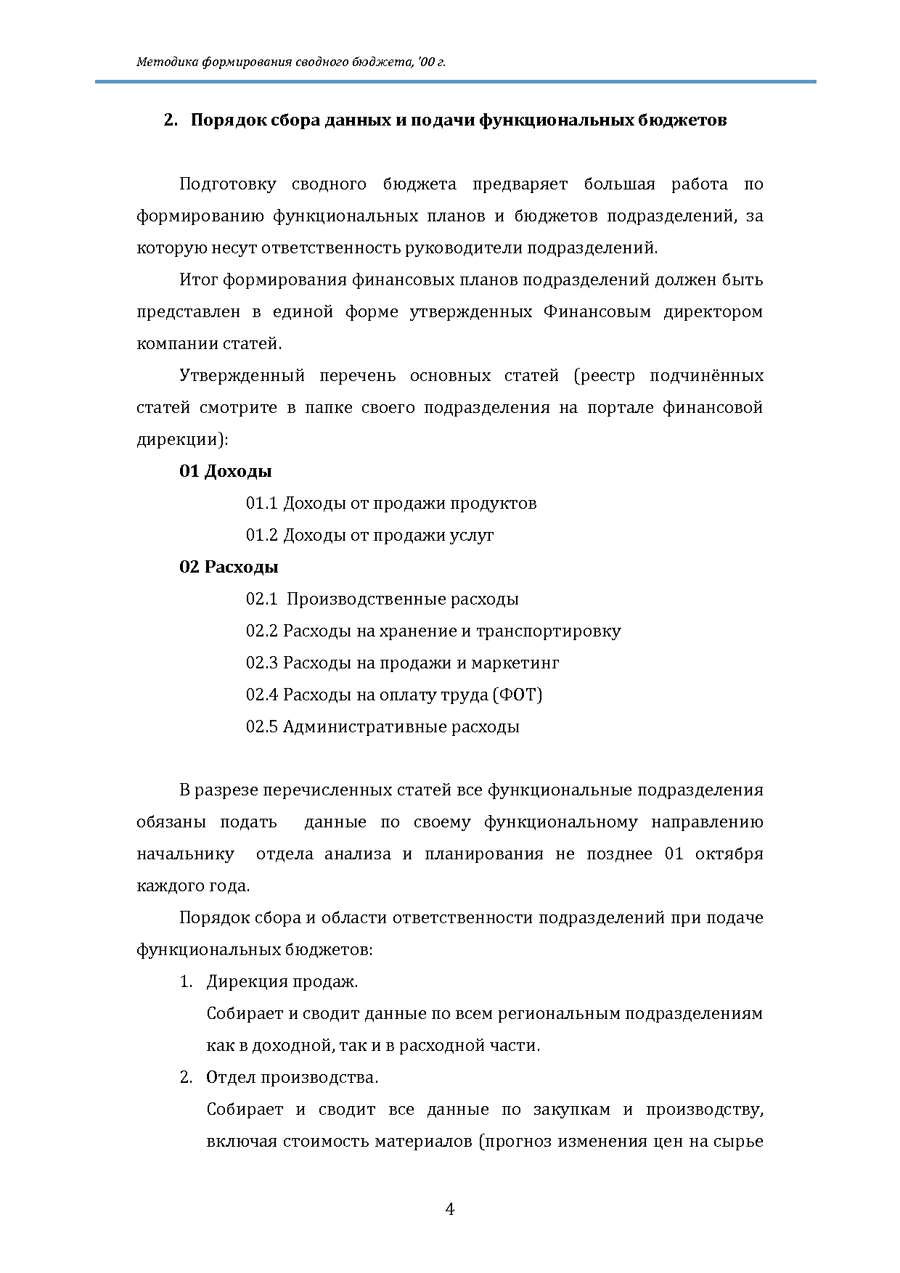 Методика формирования сводного бюджета, '00 г.
2. Порядок сбора данных и подачи функциональных бюджетов
Подготовку сводного бюджета предваряет большая работа по
формированию функциональных планов и бюджетов подразделений, за
которую несут ответственность руководители подразделений.
Итог формирования финансовых планов подразделений должен быть
представлен в единой форме утвержденных Финансовым директором
компании статей.
Утвержденный перечень основных статей (реестр подчинённых
статей смотрите в папке своего подразделения на портале финансовой
дирекции):
01 Доходы
01.1 Доходы от продажи продуктов
01.2 Доходы от продажи услуг
02 Расходы
02.1 Производственные расходы
02.2 Расходы на хранение и транспортировку
02.3 Расходы на продажи и маркетинг
02.4 Расходы на оплату труда (ФОТ)
02.5 Административные расходы
В разрезе перечисленных статей все функциональные подразделения
обязаны подать данные по своему функциональному направлению
начальнику отдела анализа и планирования не позднее 01 октября
каждого года.
Порядок сбора и области ответственности подразделений при подаче
функциональных бюджетов:
1. Дирекция продаж.
Собирает и сводит данные по всем региональным подразделениям
как в доходной, так и в расходной части.
2. Отдел производства.
Собирает и сводит все данные по закупкам и производству,
включая стоимость материалов (прогноз изменения цен на сырье
4